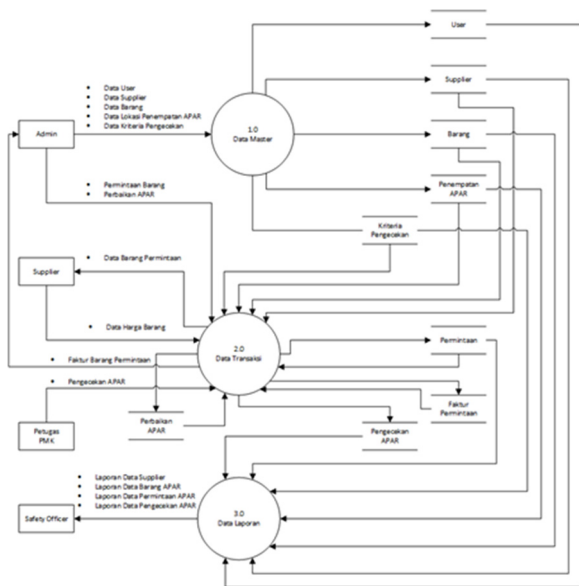 User
Data User
Data Supplier
Data Barang
Data Lokasi Penempatan APAR
Data Kriteria Pengecekan
Supplier
Admin
1.0
Data Master
Barang
Permintaan Barang
Perbaikan APAR
Penempatan
APAR
Kriteria
Pengecekan
Supplier
Data Barang Permintaan
Data Harga Barang
2.0
Data Transaksi
Permintaan
Faktur Barang Permintaan
Pengecekan APAR
Faktur
Permintaan
Petugas
PMK
Perbaikan
APAR
Pengecekan
APAR
Laporan Data Supplier
Laporan Data Barang APAR
Laporan Data Permintaan APAR
Laporan Data Pengecekan APAR
Safety Officer
3.0
Data Laporan